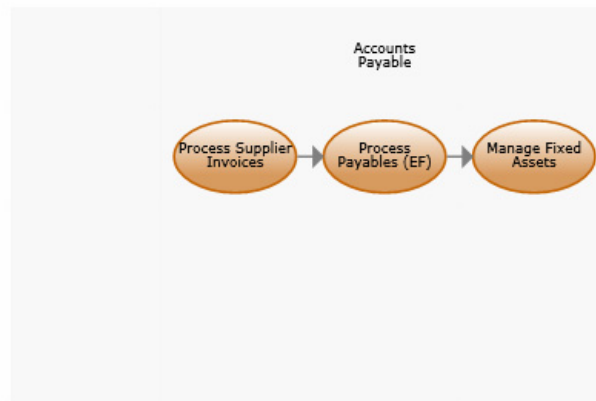 Accounts
Payable
Process Supplier
Invoices
Process
Payables (EF)
Manage Fixed
Assets